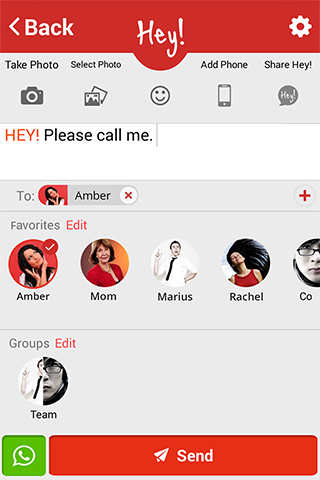 Back
Hey!
Take Photo
Select Photo
Add Phone
Share Hey!
Hey!
HEY! Please call me.
To: Amber
Favorites Edit
Amber
Mom
Marius
Rachel
Co
Groups Edit
Team
Send